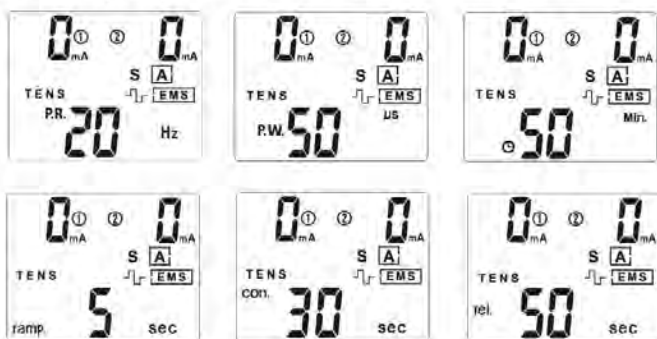 0 mA ① ② 0 mA
S A
TENS EMS
P.R. 20 Hz
0 mA ① ② 0 mA
S A
TENS EMS
µs
P.W. 50
0 mA ① ② 0 mA
S A
TENS EMS
Min.
50
0 mA ① ② 0 mA
S A
TENS EMS
ramp. 5 sec
0 mA ① ② 0 mA
S A
TENS EMS
con. 30 sec
0 mA ① ② 0 mA
S A
TENS EMS
rel. 50 sec